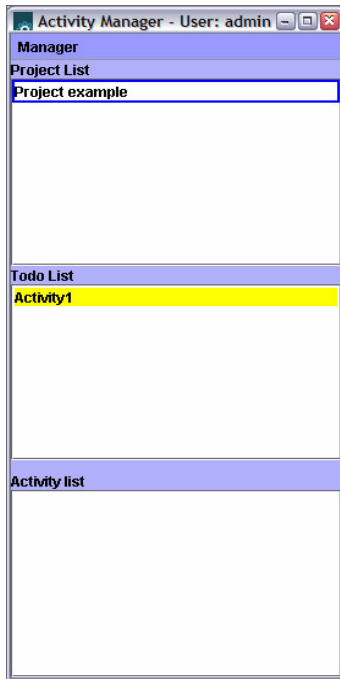 Activity Manager - User: admin
Manager
Project List
Project example
Todo List
Activity1
Activity list